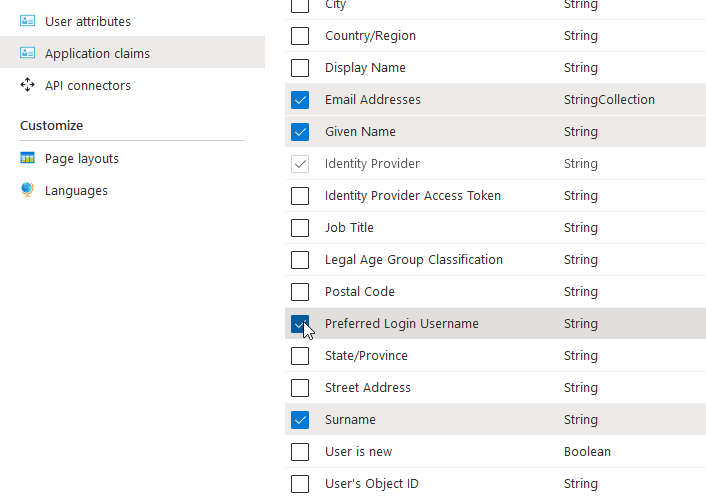 User attributes
Application claims
API connectors
Customize
Page layouts
Languages
City String
Country/Region String
Display Name String
Email Addresses StringCollection
Given Name String
Identity Provider String
Identity Provider Access Token String
Job Title String
Legal Age Group Classification String
Postal Code String
Preferred Login Username String
State/Province String
Street Address String
Surname String
User is new Boolean
User's Object ID String